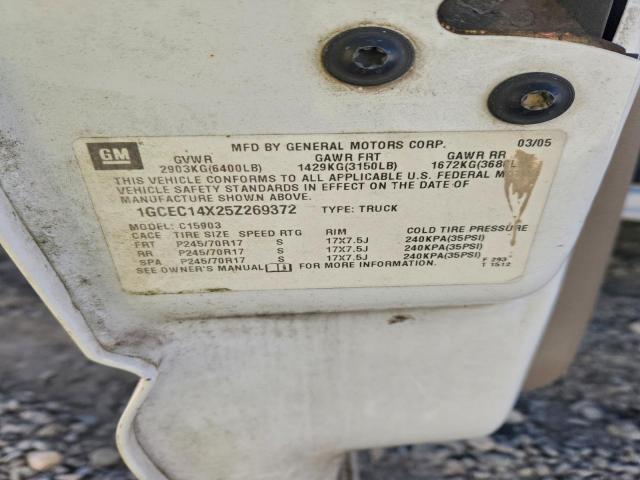 GM MFD BY GENERAL MOTORS CORP. 03/05
GVWR GAWR FRT GAWR RR
2903KG(6400LB) 1429KG(3150LB)
THIS VEHICLE CONFORMS TO ALL APPLICABLE U.S. FEDERAL
VEHICLE SAFETY STANDARDS IN EFFECT ON THE DATE OF
MANUFACTURE SHOWN ABOVE.
1GCEC14X25Z269372 TYPE: TRUCK
MODEL: C15903
CACE TIRE SIZE SPEED RTG RIM COLD TIRE PRESSURE
FRT P245/70R17 S 17X7.5J 240KPA(35PSI)
RR P245/70R17 S 17X7.5J 240KPA(35PSI)
SPA P245/70R17 S 17X7.5J 240KPA(35PSI)
SEE OWNER'S MANUAL FOR MORE INFORMATION. F 293
T 1512